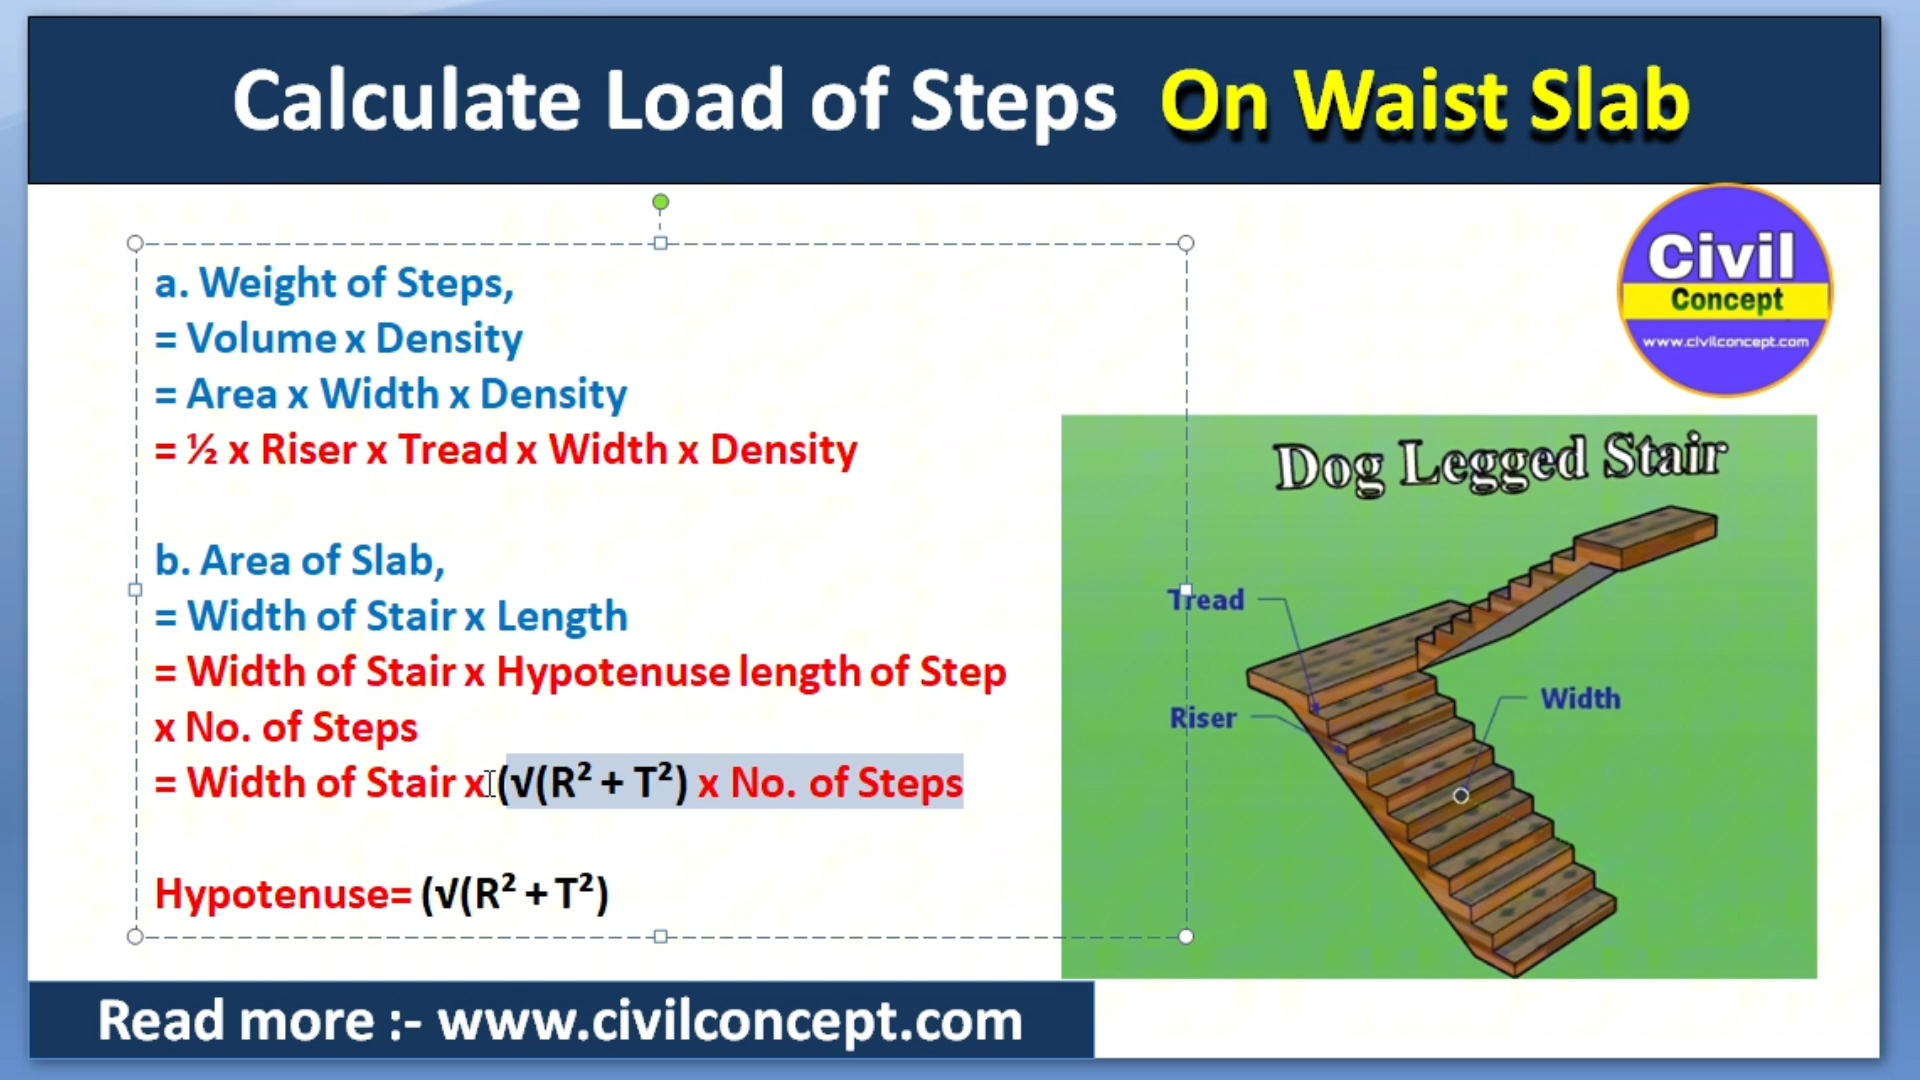 Calculate Load of Steps On Waist Slab
Civil
Concept
www.civilconcept.com
a. Weight of Steps,
= Volume x Density
= Area x Width x Density
= ½ x Riser x Tread x Width x Density
b. Area of Slab,
= Width of Stair x Length
= Width of Stair x Hypotenuse length of Step
x No. of Steps
= Width of Stair x (√(R² + T²) x No. of Steps
Hypotenuse= (√(R² + T²)
Dog Legged Stair
Tread
Riser
Width
Read more :- www.civilconcept.com